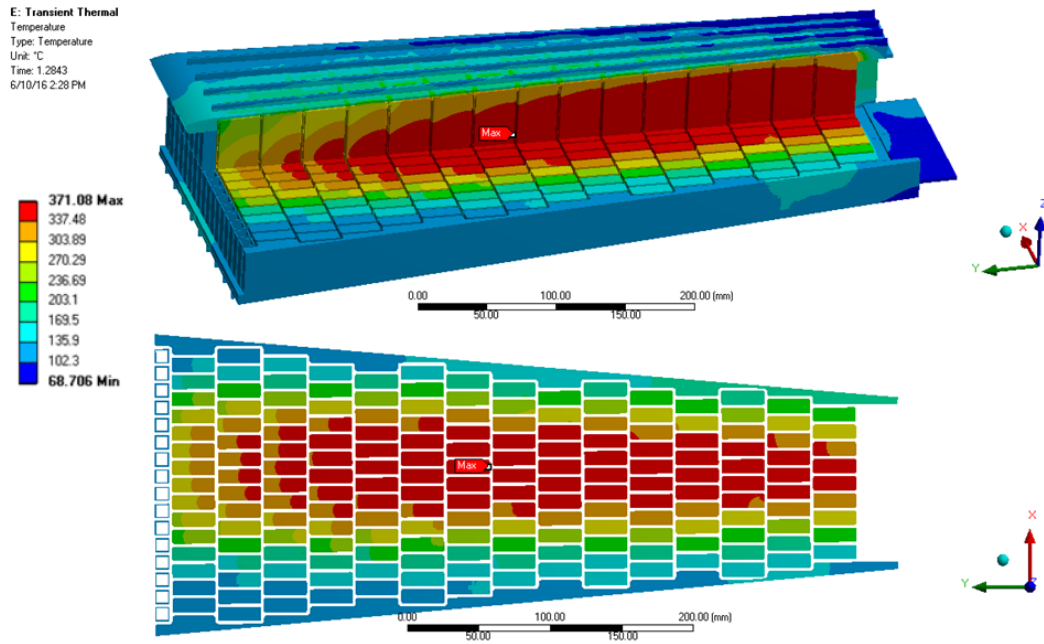 E: Transient Thermal
Temperature
Type: Temperature
Unit: °C
Time: 1.2843
6/10/16 2:28 PM
Max
371.08 Max
337.48
303.89
270.29
236.69
203.1
169.5
135.9
102.3
68.706 Min
Z
X
Y
0.00 100.00 200.00 (mm)
50.00 150.00
Max
X
Y
Z
0.00 100.00 200.00 (mm)
50.00 150.00